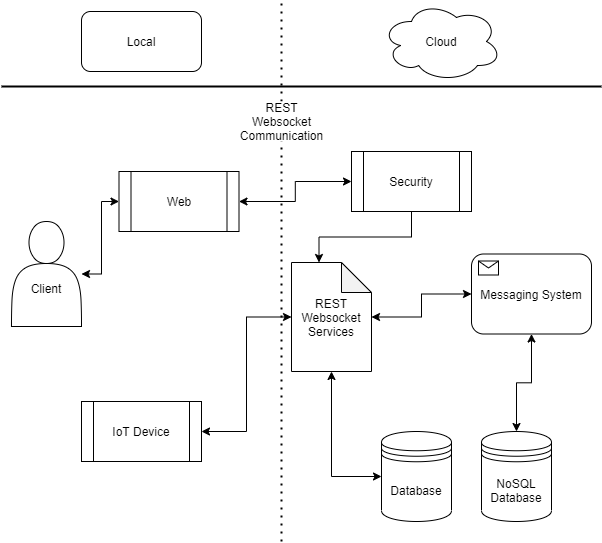 Local
Cloud
REST
Websocket
Communication
Web
Security
Client
REST
Websocket
Services
Messaging System
IoT Device
Database
NoSQL
Database